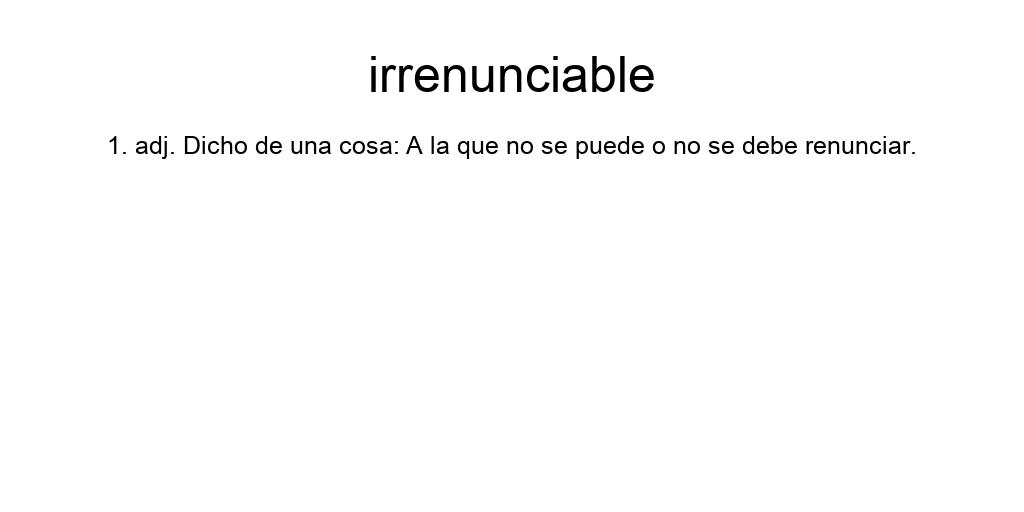 irrenunciable
1. adj. Dicho de una cosa: A la que no se puede o no se debe renunciar.